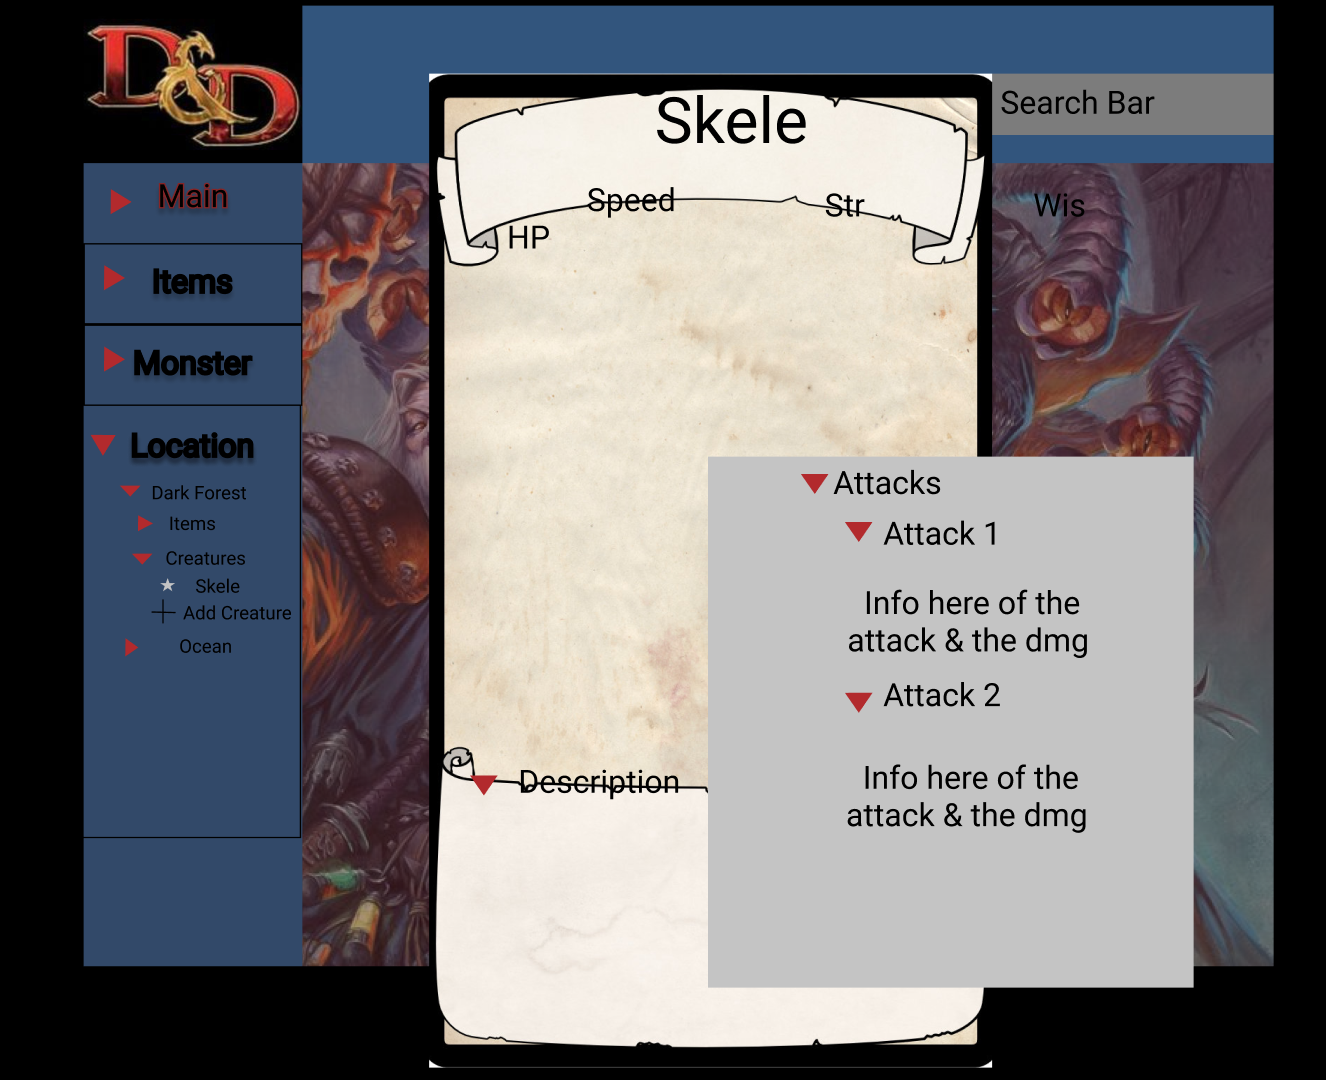 D&D
Skele
Search Bar
Main
Speed
Str
Wis
HP
Items
Monster
Location
Dark Forest
Items
Creatures
Skele
Add Creature
Ocean
Attacks
Attack 1
Info here of the
attack & the dmg
Attack 2
Info here of the
attack & the dmg
Description